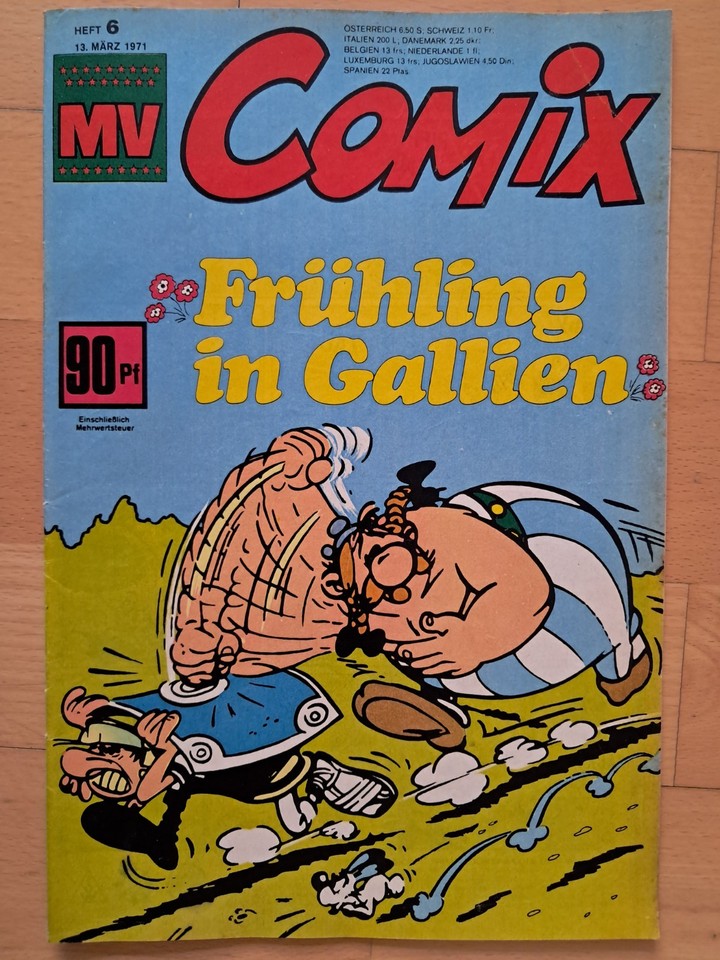 HEFT 6
13. MÄRZ 1971
MV
COMiX
ÖSTERREICH 6.50 S; SCHWEIZ 1.10 Fr;
ITALIEN 200 L; DÄNEMARK 2,25 dkr;
BELGIEN 13 frs; NIEDERLANDE 1 fl;
LUXEMBURG 13 frs; JUGOSLAWIEN 4,50 Din;
SPANIEN 22 Ptas.
Frühling
in Gallien
90 Pf
Einschließlich
Mehrwertsteuer